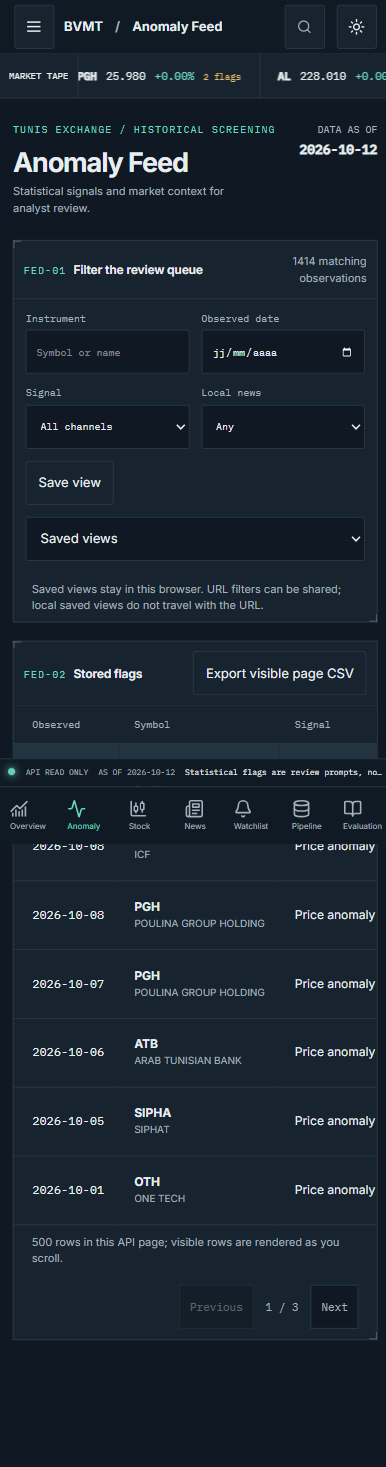 BVMT / Anomaly Feed
MARKET TAPE PGH 25.980 +0.00% 2 flags AL 228.010 +0.00
TUNIS EXCHANGE / HISTORICAL SCREENING
DATA AS OF
2026-10-12
Anomaly Feed
Statistical signals and market context for
analyst review.
FED-01 Filter the review queue
1414 matching
observations
Instrument Observed date
Symbol or name jj/mm/aaaa
Signal Local news
All channels Any
Save view
Saved views
Saved views stay in this browser. URL filters can be shared;
local saved views do not travel with the URL.
FED-02 Stored flags Export visible page CSV
Observed Symbol Signal
API READ ONLY AS OF 2026-10-12 Statistical flags are review prompts, no…
Overview Anomaly Stock News Watchlist Pipeline Evaluation
2026-10-08 ICF Price anomaly
2026-10-08 PGH Price anomaly
POULINA GROUP HOLDING
2026-10-07 PGH Price anomaly
POULINA GROUP HOLDING
2026-10-06 ATB Price anomaly
ARAB TUNISIAN BANK
2026-10-05 SIPHA Price anomaly
SIPHAT
2026-10-01 OTH Price anomaly
ONE TECH
500 rows in this API page; visible rows are rendered as you
scroll.
Previous 1 / 3 Next